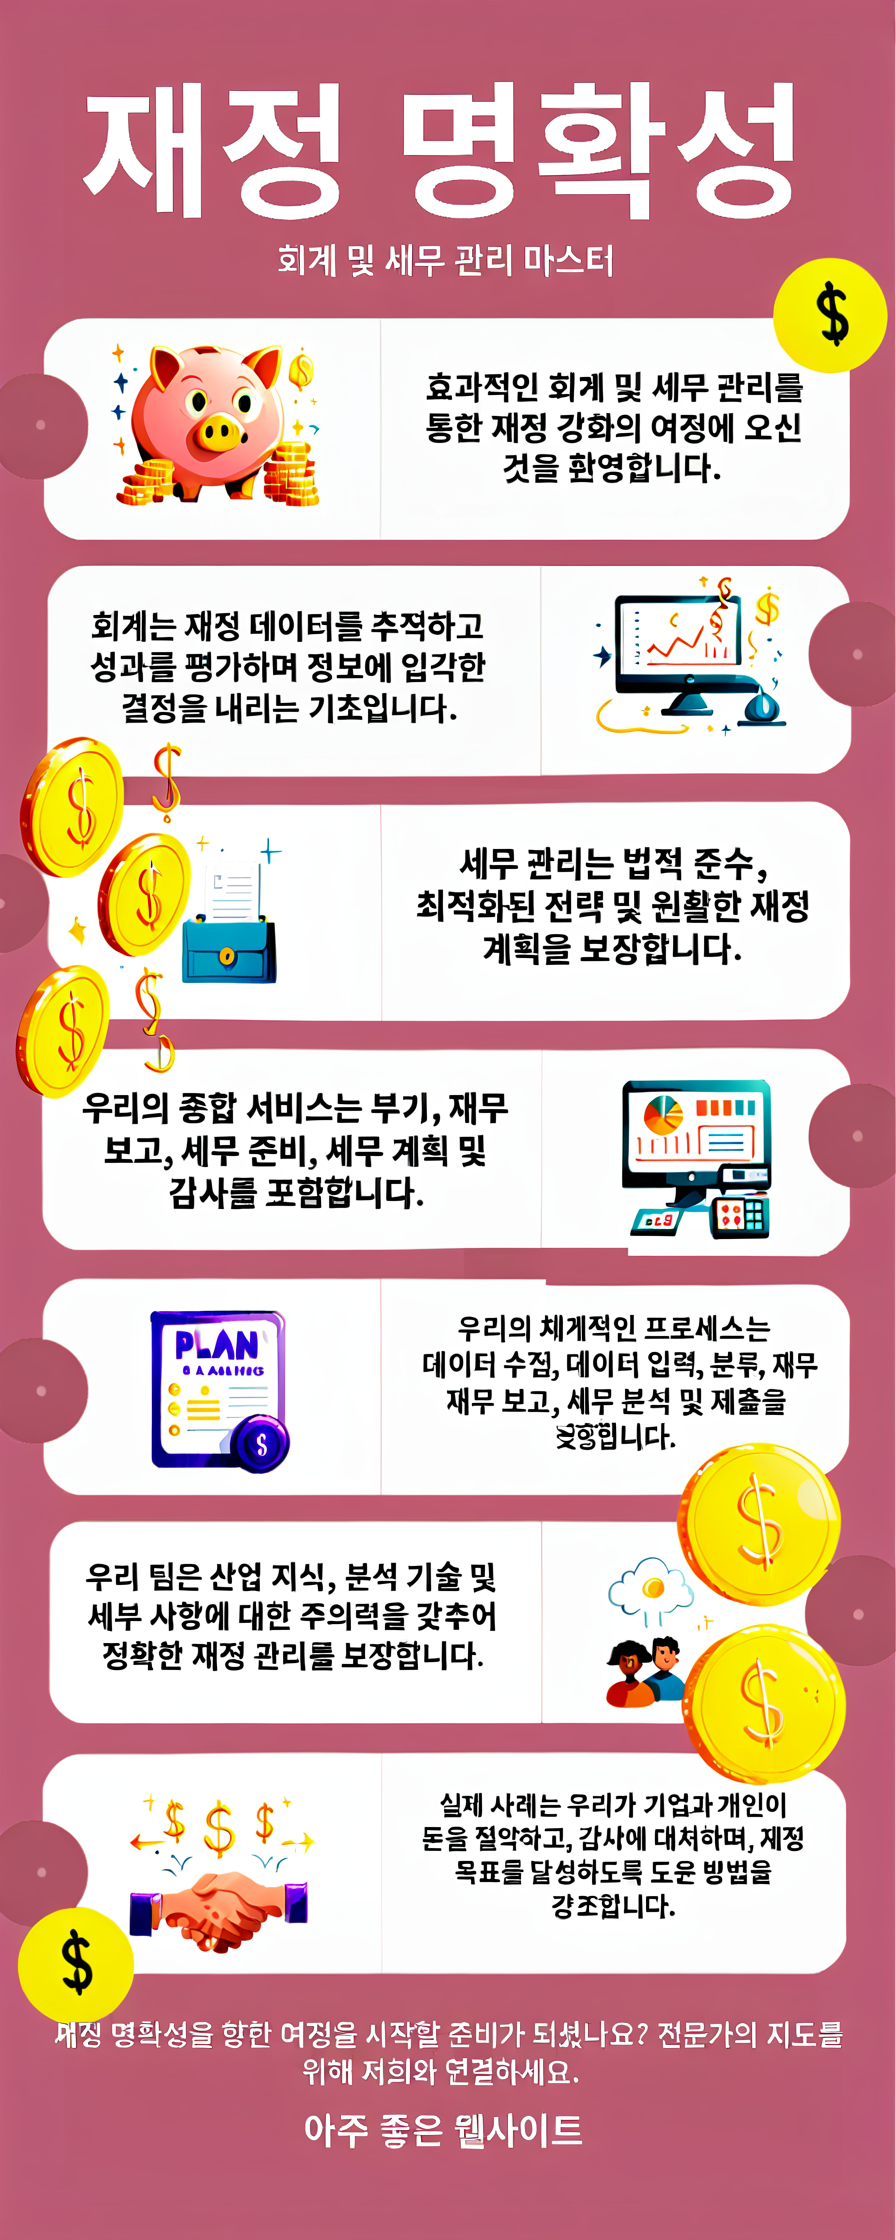 재정 명확성
회계 및 세무 관리 마스터
효과적인 회계 및 세무 관리를
통한 재정 강화의 여정에 오신
것을 환영합니다.
회계는 재정 데이터를 추적하고
성과를 평가하며 정보에 입각한
결정을 내리는 기초입니다.
세무 관리는 법적 준수,
최적화된 전략 및 원활한 재정
계획을 보장합니다.
우리의 종합 서비스는 부기, 재무
보고, 세무 준비, 세무 계획 및
감사를 포함합니다.
PLAN
우리의 체계적인 프로세스는
데이터 수집, 데이터 입력, 분류, 재무
재무 보고, 세무 분석 및 제출을
우리 팀은 산업 지식, 분석 기술 및
세부 사항에 대한 주의력을 갖추어
정확한 재정 관리를 보장합니다.
실제 사례는 우리가 기업과 개인이
돈을 절약하고, 감사에 대처하며, 재정
목표를 달성하도록 도운 방법을
강조합니다.
재정 명확성을 향한 여정을 시작할 준비가 되셨나요? 전문가의 지도를
위해 저희와 연결하세요.
아주 좋은 웹사이트